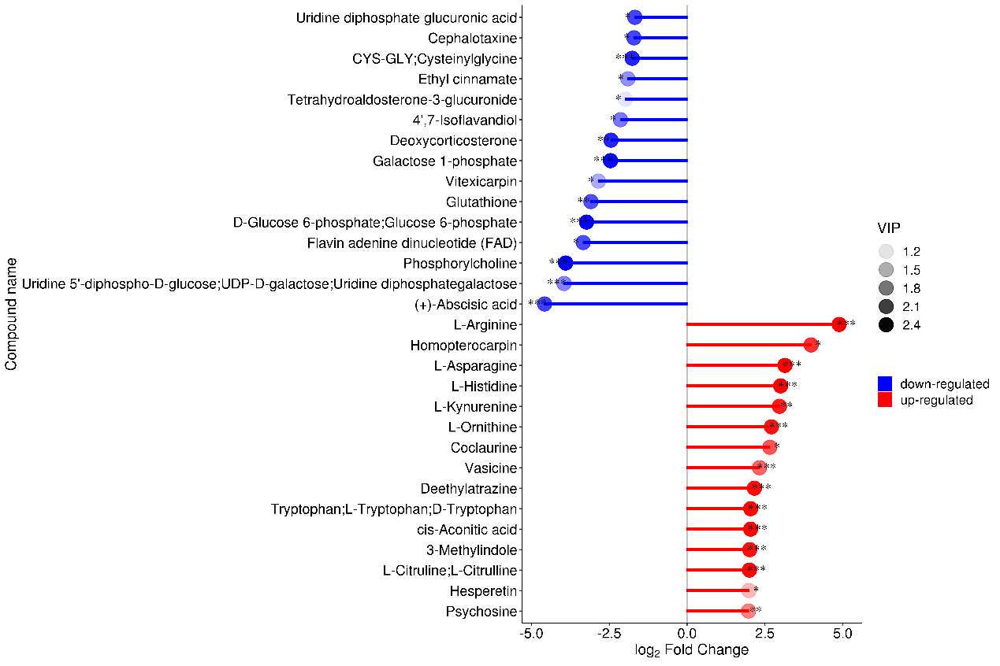 Uridine diphosphate glucuronic acid *
Cephalotaxine *
CYS-GLY;Cysteinylglycine ***
Ethyl cinnamate *
Tetrahydroaldosterone-3-glucuronide *
4',7-Isoflavandiol *
Deoxycorticosterone **
Galactose 1-phosphate ***
Vitexicarpin *
Glutathione **
D-Glucose 6-phosphate;Glucose 6-phosphate ***
Flavin adenine dinucleotide (FAD) *
Phosphorylcholine ***
Uridine 5'-diphospho-D-glucose;UDP-D-galactose;Uridine diphosphategalactose ***
(+)-Abscisic acid ***
L-Arginine ***
Homopterocarpin *
L-Asparagine ***
L-Histidine ***
L-Kynurenine **
L-Ornithine ***
Coclaurine *
Vasicine ***
Deethylatrazine ***
Tryptophan;L-Tryptophan;D-Tryptophan ***
cis-Aconitic acid ***
3-Methylindole ***
L-Citruline;L-Citrulline ***
Hesperetin *
Psychosine **
Compound name
-5.0 -2.5 0.0 2.5 5.0
log2 Fold Change
VIP
1.2
1.5
1.8
2.1
2.4
down-regulated
up-regulated